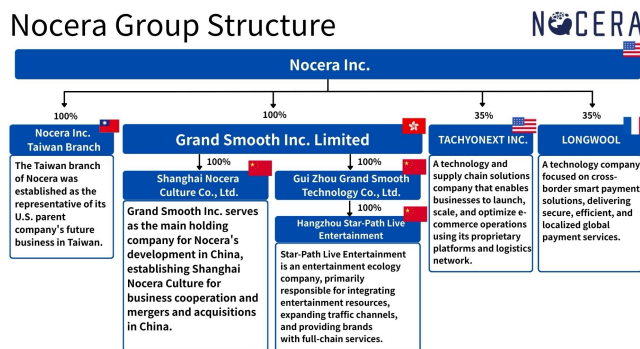 Nocera Group Structure
NOCERA
Nocera Inc.
100%
100%
35%
35%
Nocera Inc.
Taiwan Branch
Grand Smooth Inc. Limited
TACHYONEXT INC.
LONGWOOL
The Taiwan branch
of Nocera was
established as the
representative of its
U.S. parent
company's future
business in Taiwan.
100%
100%
Shanghai Nocera
Culture Co., Ltd.
Gui Zhou Grand Smooth
Technology Co., Ltd.
Grand Smooth Inc. serves
as the main holding
company for Nocera's
development in China,
establishing Shanghai
Nocera Culture for
business cooperation and
mergers and acquisitions
in China.
100%
Hangzhou Star-Path Live
Entertainment
Star-Path Live Entertainment
is an entertainment ecology
company, primarily
responsible for integrating
entertainment resources,
expanding traffic channels,
and providing brands
with full-chain services.
A technology and
supply chain solutions
company that enables
businesses to launch,
scale, and optimize e-
commerce operations
using its proprietary
platforms and logistics
network.
A technology company
focused on cross-
border smart payment
solutions, delivering
secure, efficient, and
localized global
payment services.